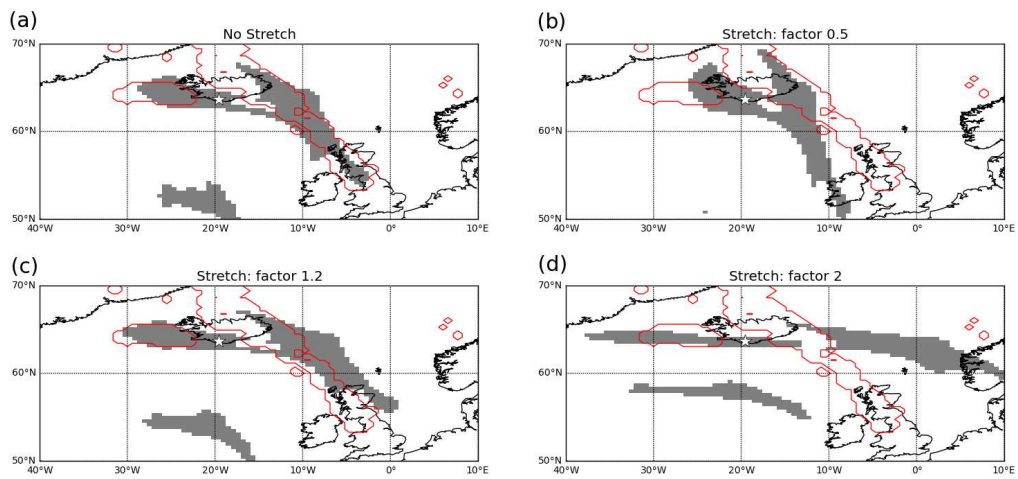 (a)
No Stretch
70°N
60°N
50°N
40°W 30°W 20°W 10°W 0° 10°E
(b)
Stretch: factor 0.5
70°N
60°N
50°N
40°W 30°W 20°W 10°W 0° 10°E
(c)
Stretch: factor 1.2
70°N
60°N
50°N
40°W 30°W 20°W 10°W 0° 10°E
(d)
Stretch: factor 2
70°N
60°N
50°N
40°W 30°W 20°W 10°W 0° 10°E